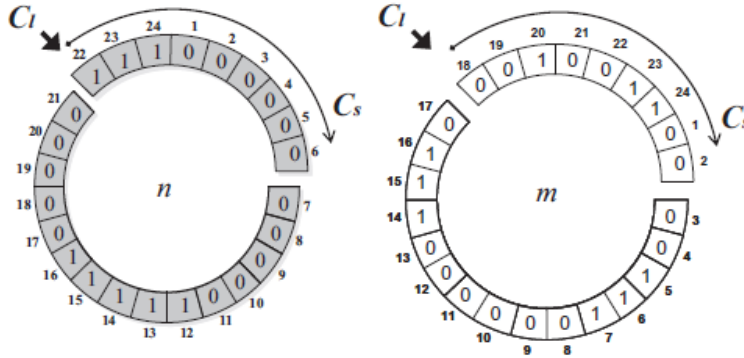 C_l
22 23 24 1 2 3 4 5 6
1 1 1 0 0 0 0 0 0
C_s
7 8 9 10 11 12 13 14 15 16 17 18 19 20 21
0 0 0 0 0 1 1 1 1 1 0 0 0 0 0
n
C_l
18 19 20 21 22 23 24 1 2
0 0 1 0 0 1 1 0 0
C_s
3 4 5 6 7 8 9 10 11 12 13 14 15 16 17
0 0 1 1 1 0 0 0 0 0 0 1 1 1 0
m